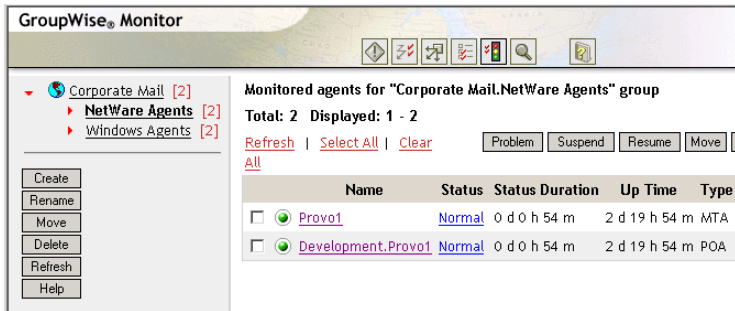 GroupWise® Monitor
Corporate Mail [2]
NetWare Agents [2]
Windows Agents [2]
Create
Rename
Move
Delete
Refresh
Help
Monitored agents for "Corporate Mail.NetWare Agents" group
Total: 2 Displayed: 1 - 2
Refresh | Select All | Clear
All
Problem Suspend Resume Move
Name Status Status Duration Up Time Type
Provo1 Normal 0 d 0 h 54 m 2 d 19 h 54 m MTA
Development.Provo1 Normal 0 d 0 h 54 m 2 d 19 h 54 m POA